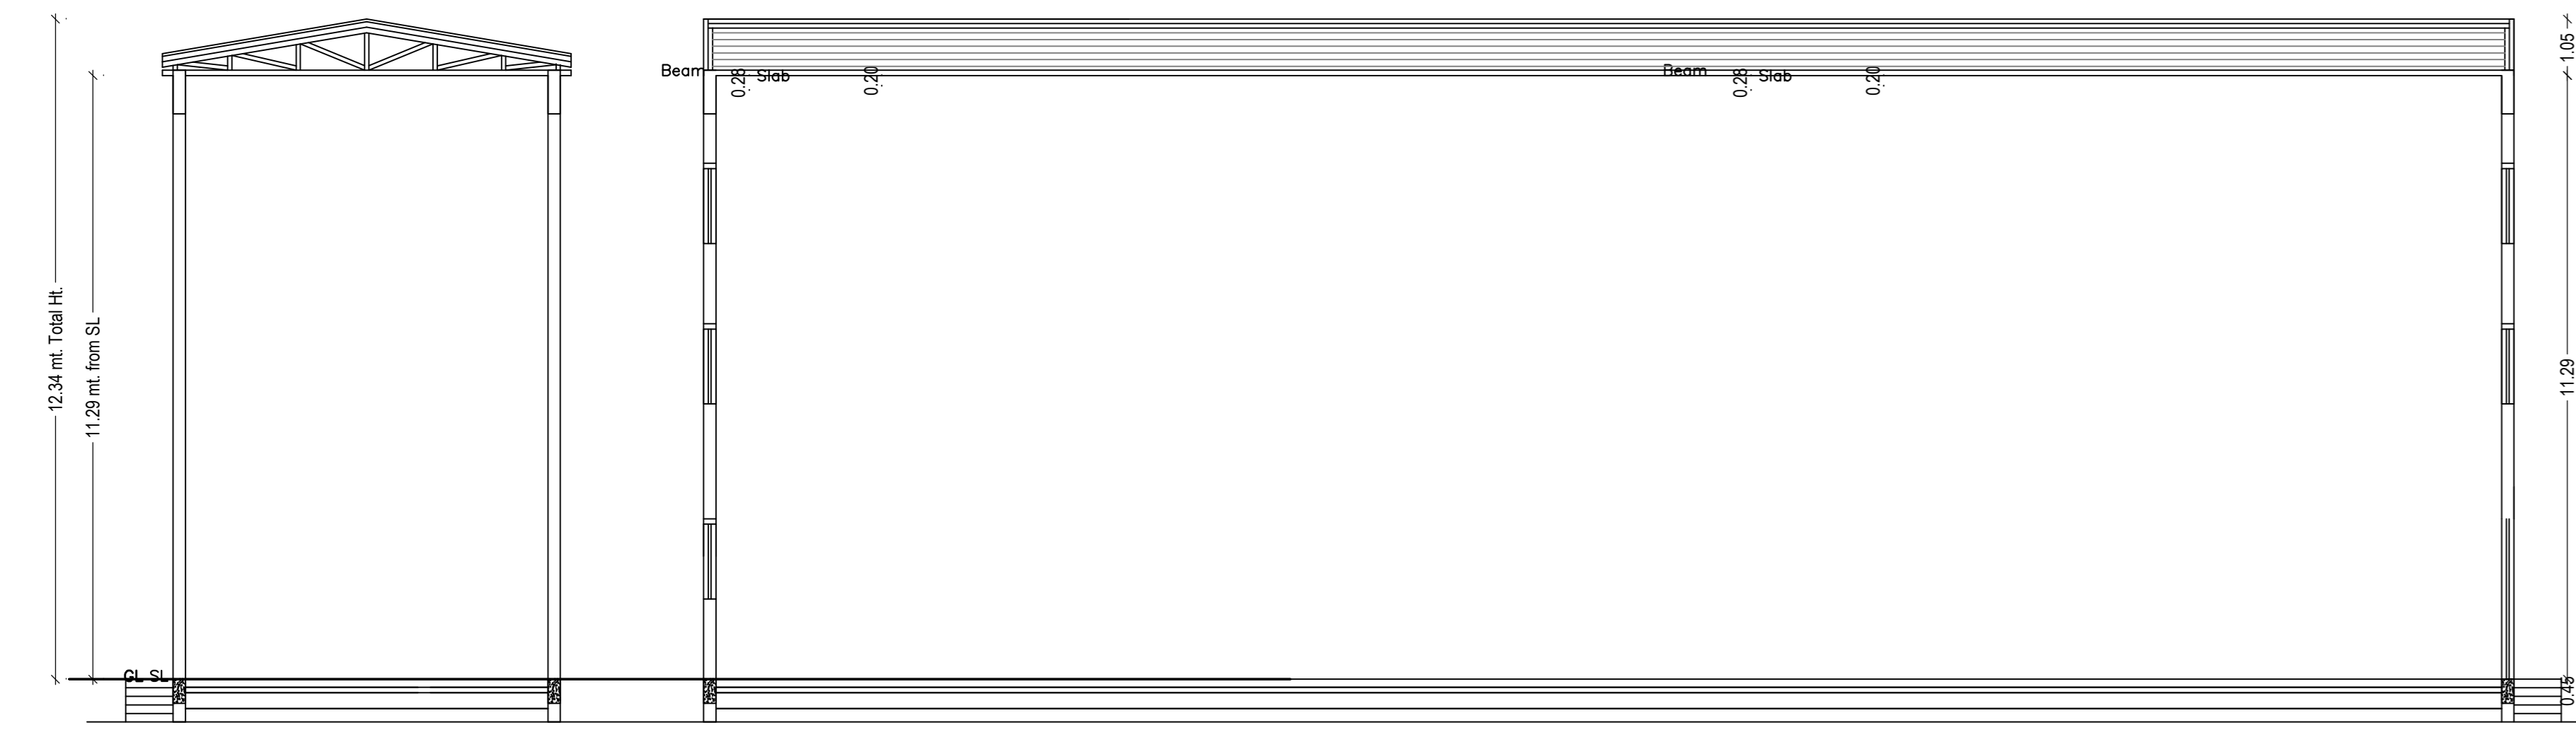 12.34 mt. Total Ht.
11.29 mt. from SL
GL SL
Beam
0.28
Slab
0.20
Beam
0.28
Slab
0.20
1.05
11.29
0.45